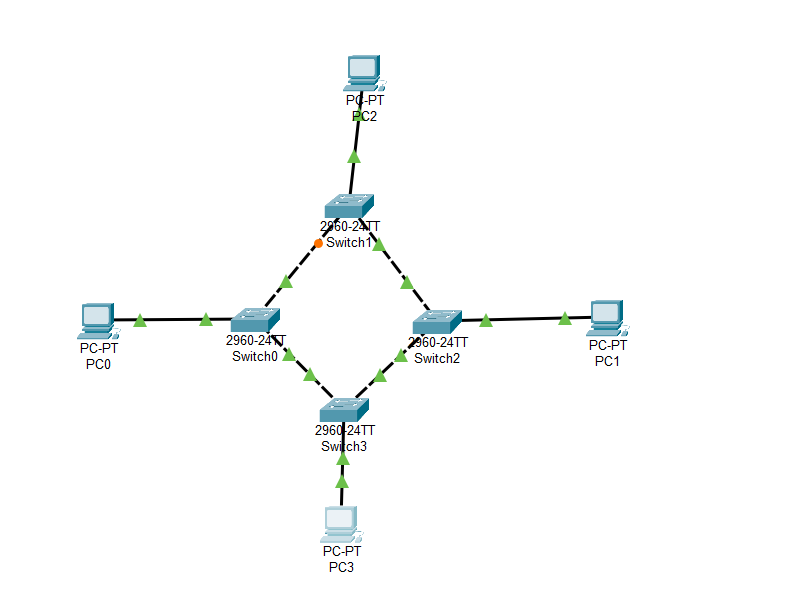 PC-PT
PC2
2960-24TT
Switch1
PC-PT
PC0
2960-24TT
Switch0
2960-24TT
Switch2
PC-PT
PC1
2960-24TT
Switch3
PC-PT
PC3